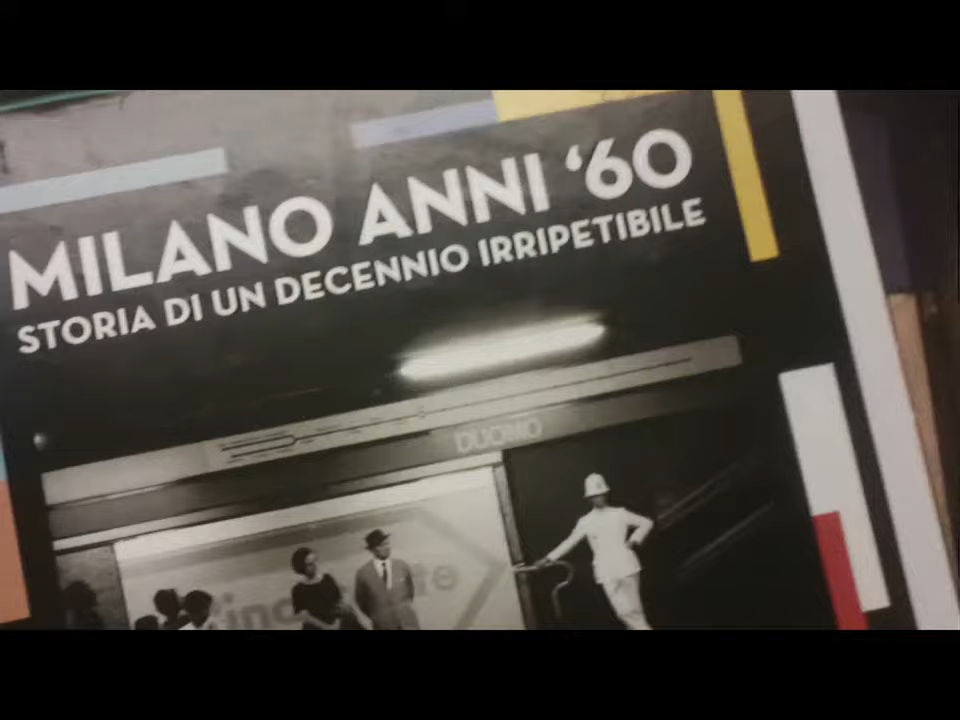 MILANO ANNI ‘60
STORIA DI UN DECENNIO IRRIPETIBILE
DUOMO